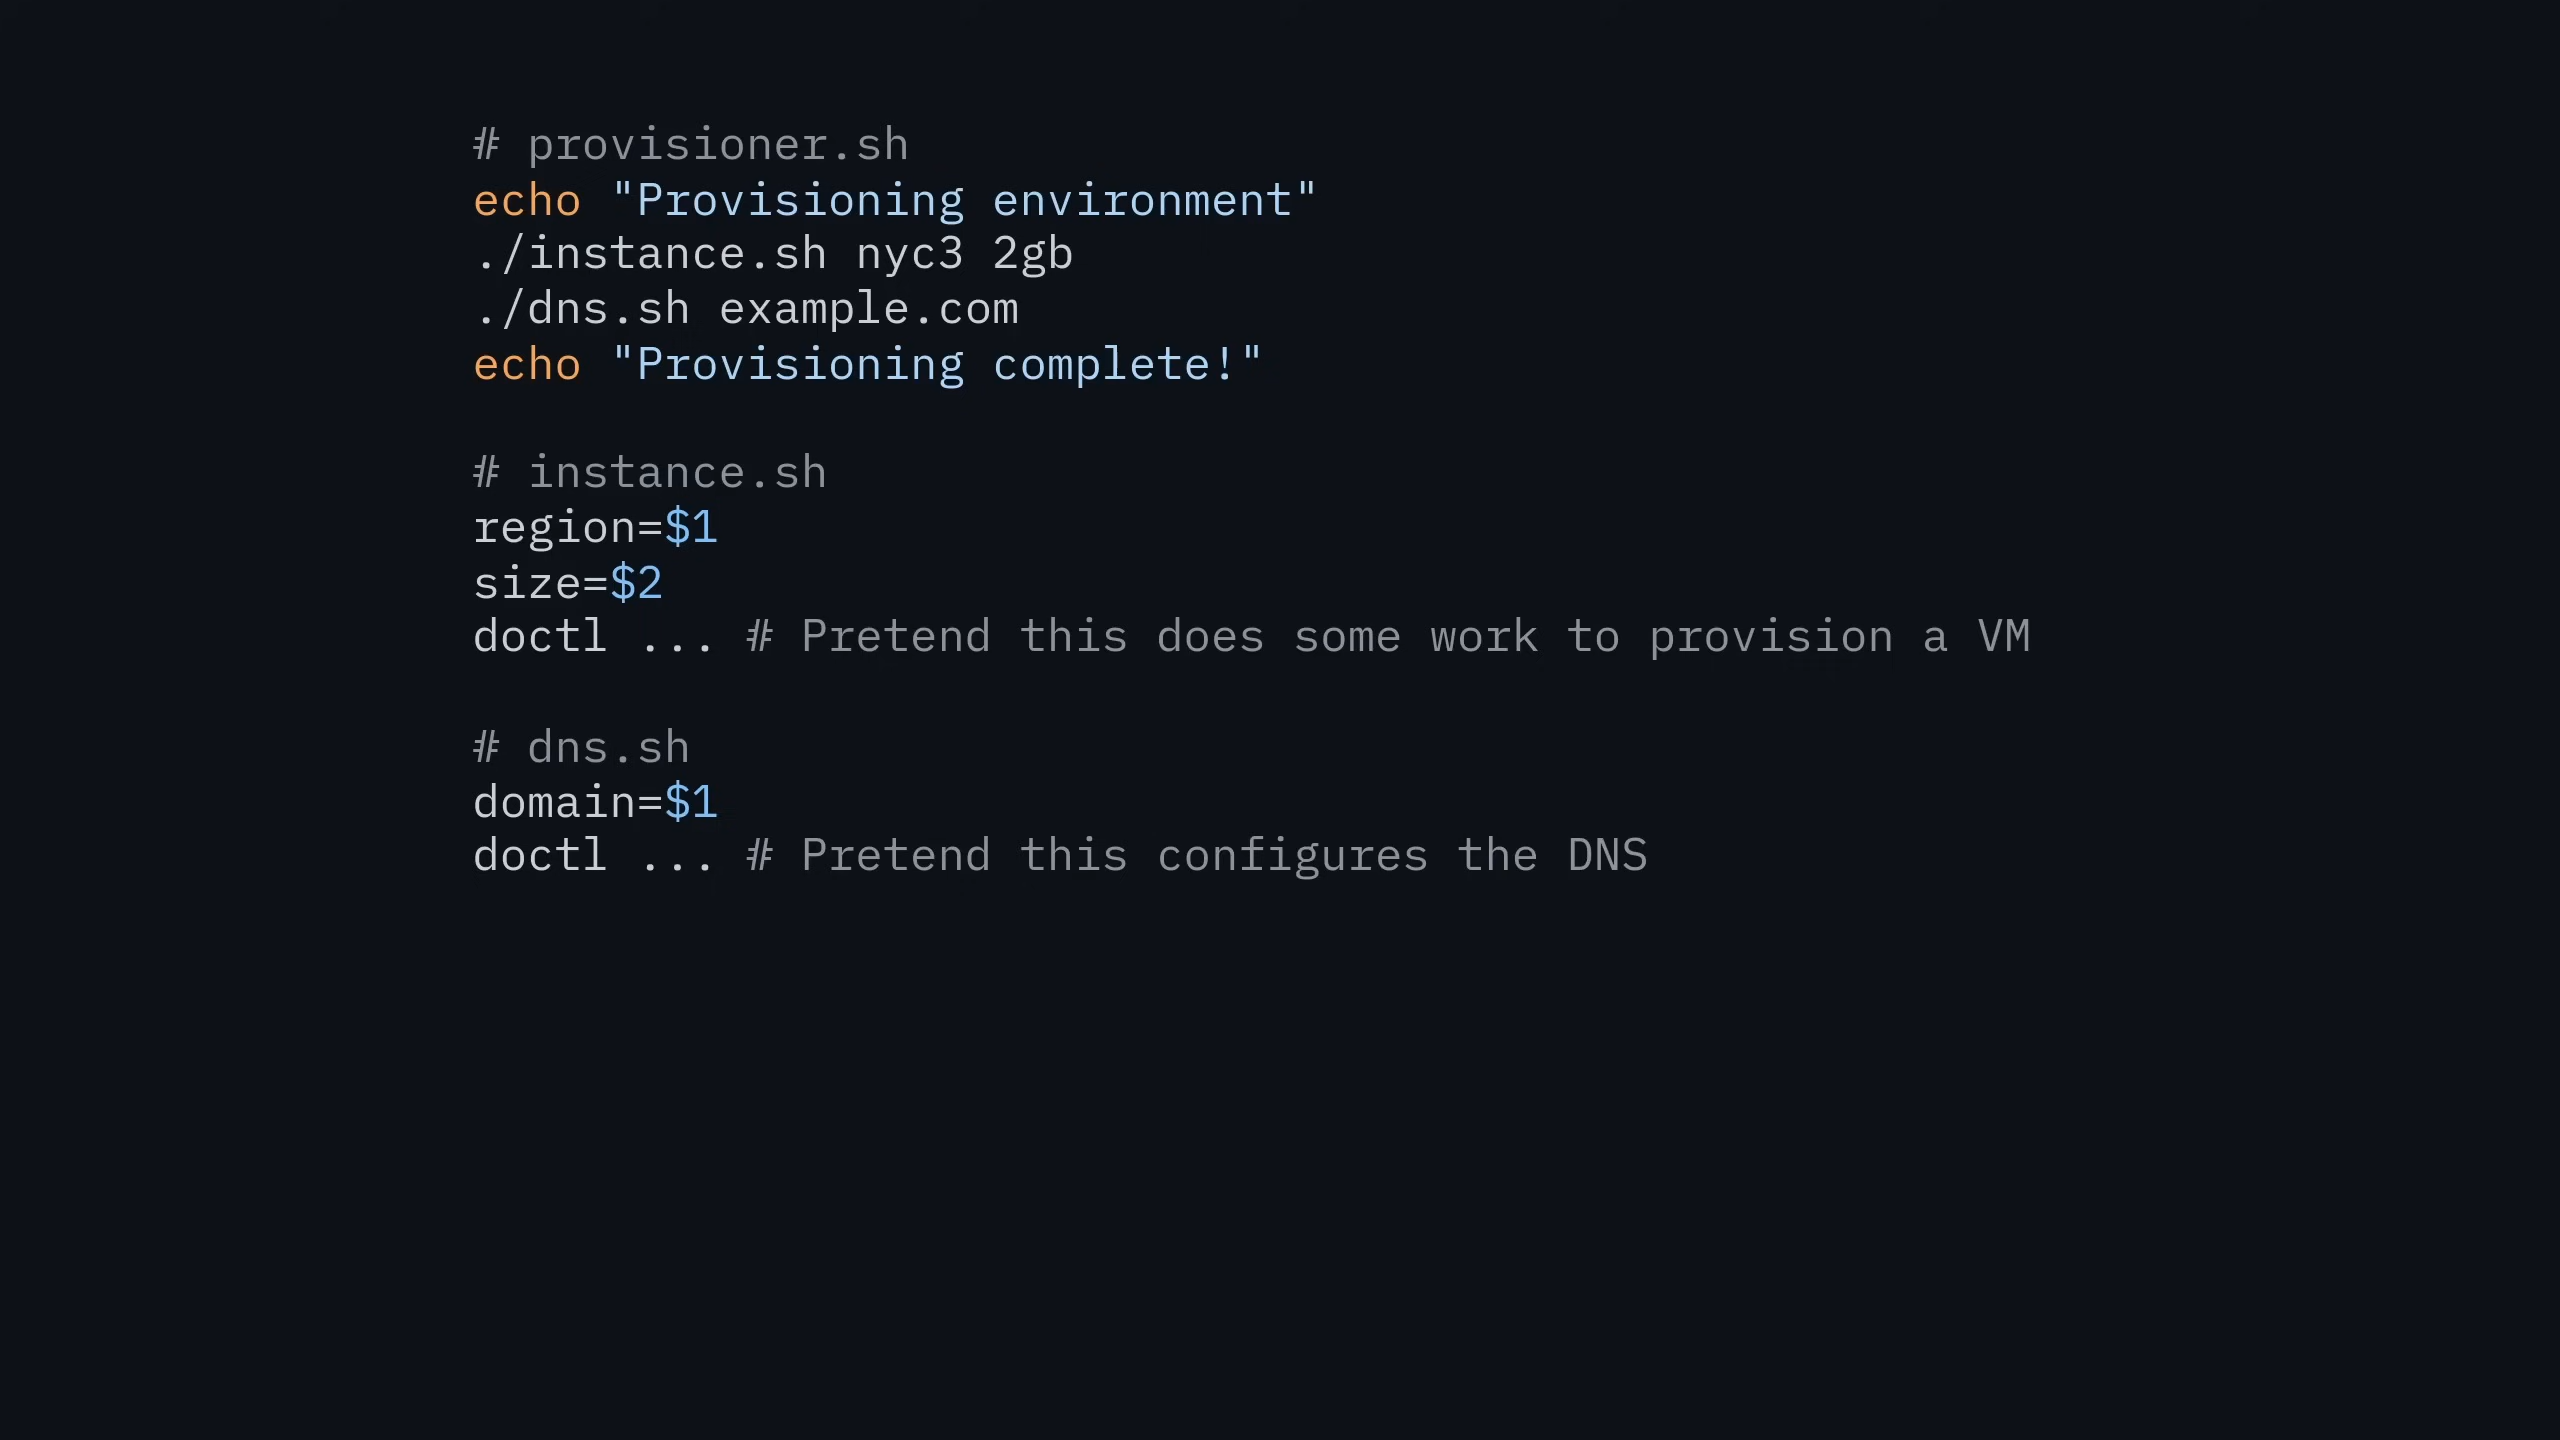 # provisioner.sh
echo "Provisioning environment"
./instance.sh nyc3 2gb
./dns.sh example.com
echo "Provisioning complete!"
# instance.sh
region=$1
size=$2
doctl ... # Pretend this does some work to provision a VM
# dns.sh
domain=$1
doctl ... # Pretend this configures the DNS